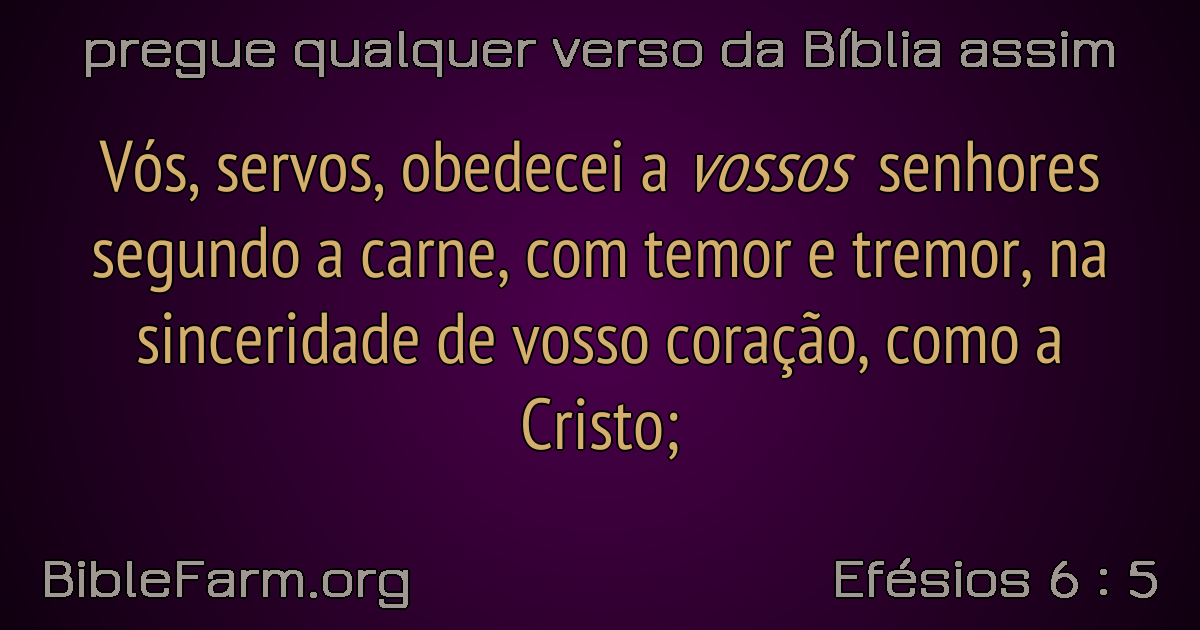 pregue qualquer verso da Bíblia assim
Vós, servos, obedecei a vossos senhores
segundo a carne, com temor e tremor, na
sinceridade de vosso coração, como a
Cristo;
BibleFarm.org
Efésios 6 : 5